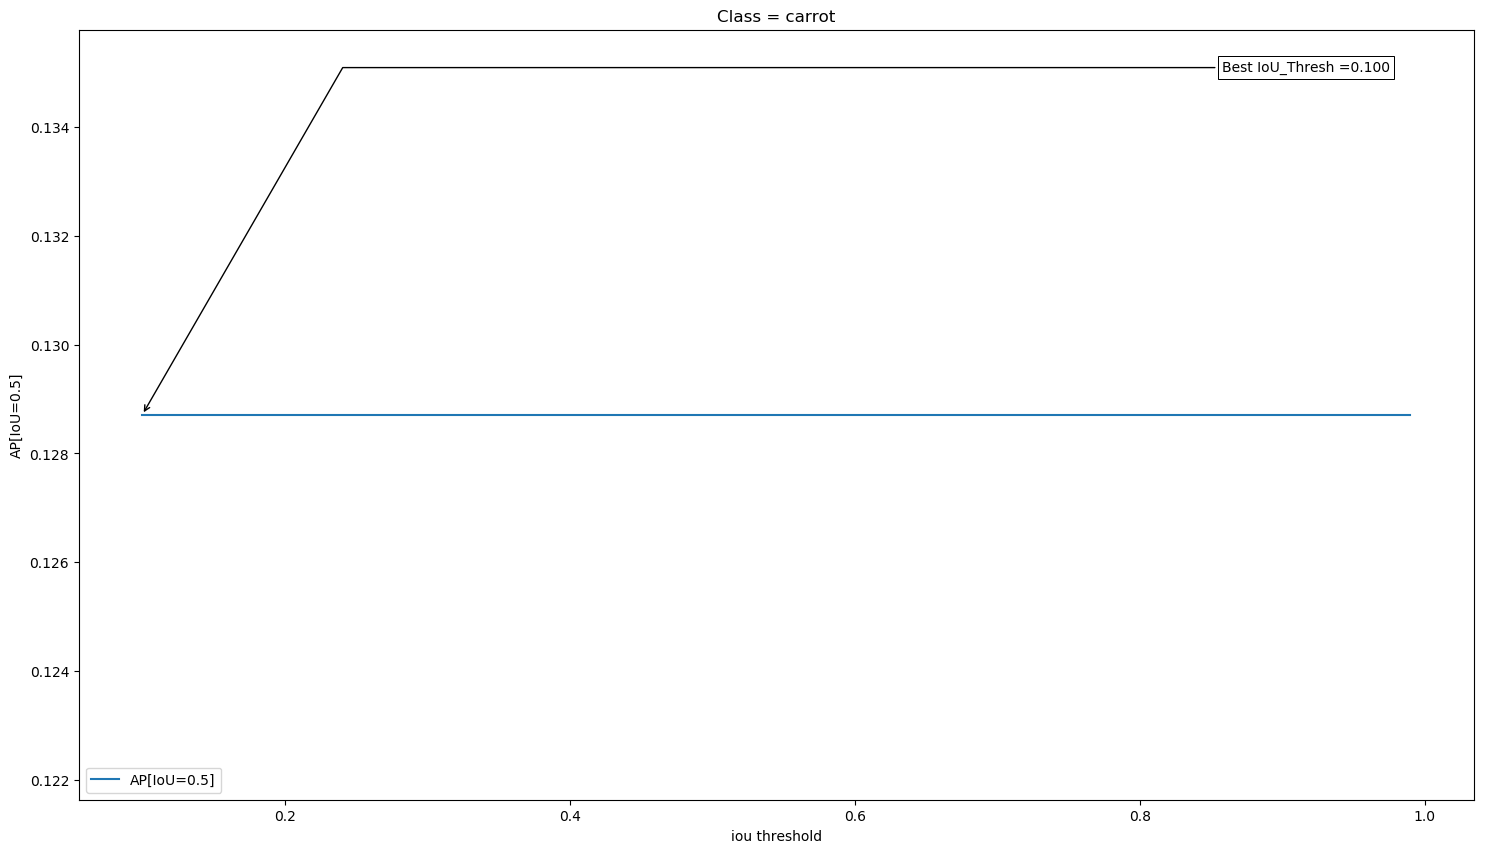 Class = carrot
Best IoU_Thresh =0.100
0.134
0.132
0.130
0.128
0.126
0.124
0.122
AP[IoU=0.5]
AP[IoU=0.5]
0.2
0.4
0.6
0.8
1.0
iou threshold